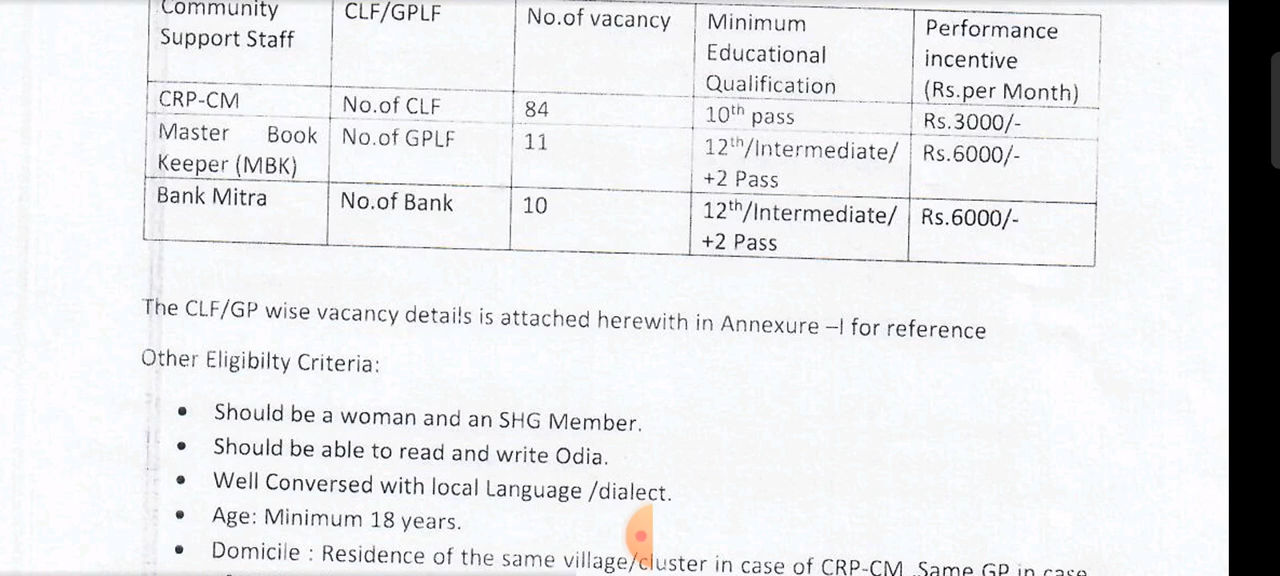 Community Support Staff | CLF/GPLF | No.of vacancy | Minimum Educational Qualification | Performance incentive (Rs.per Month)
CRP-CM | No.of CLF | 84 | 10th pass | Rs.3000/-
Master Book Keeper (MBK) | No.of GPLF | 11 | 12th/Intermediate/ +2 Pass | Rs.6000/-
Bank Mitra | No.of Bank | 10 | 12th/Intermediate/ +2 Pass | Rs.6000/-
The CLF/GP wise vacancy details is attached herewith in Annexure –I for reference
Other Eligibilty Criteria:
• Should be a woman and an SHG Member.
• Should be able to read and write Odia.
• Well Conversed with local Language /dialect.
• Age: Minimum 18 years.
• Domicile : Residence of the same village/cluster in case of CRP-CM .Same GP in case